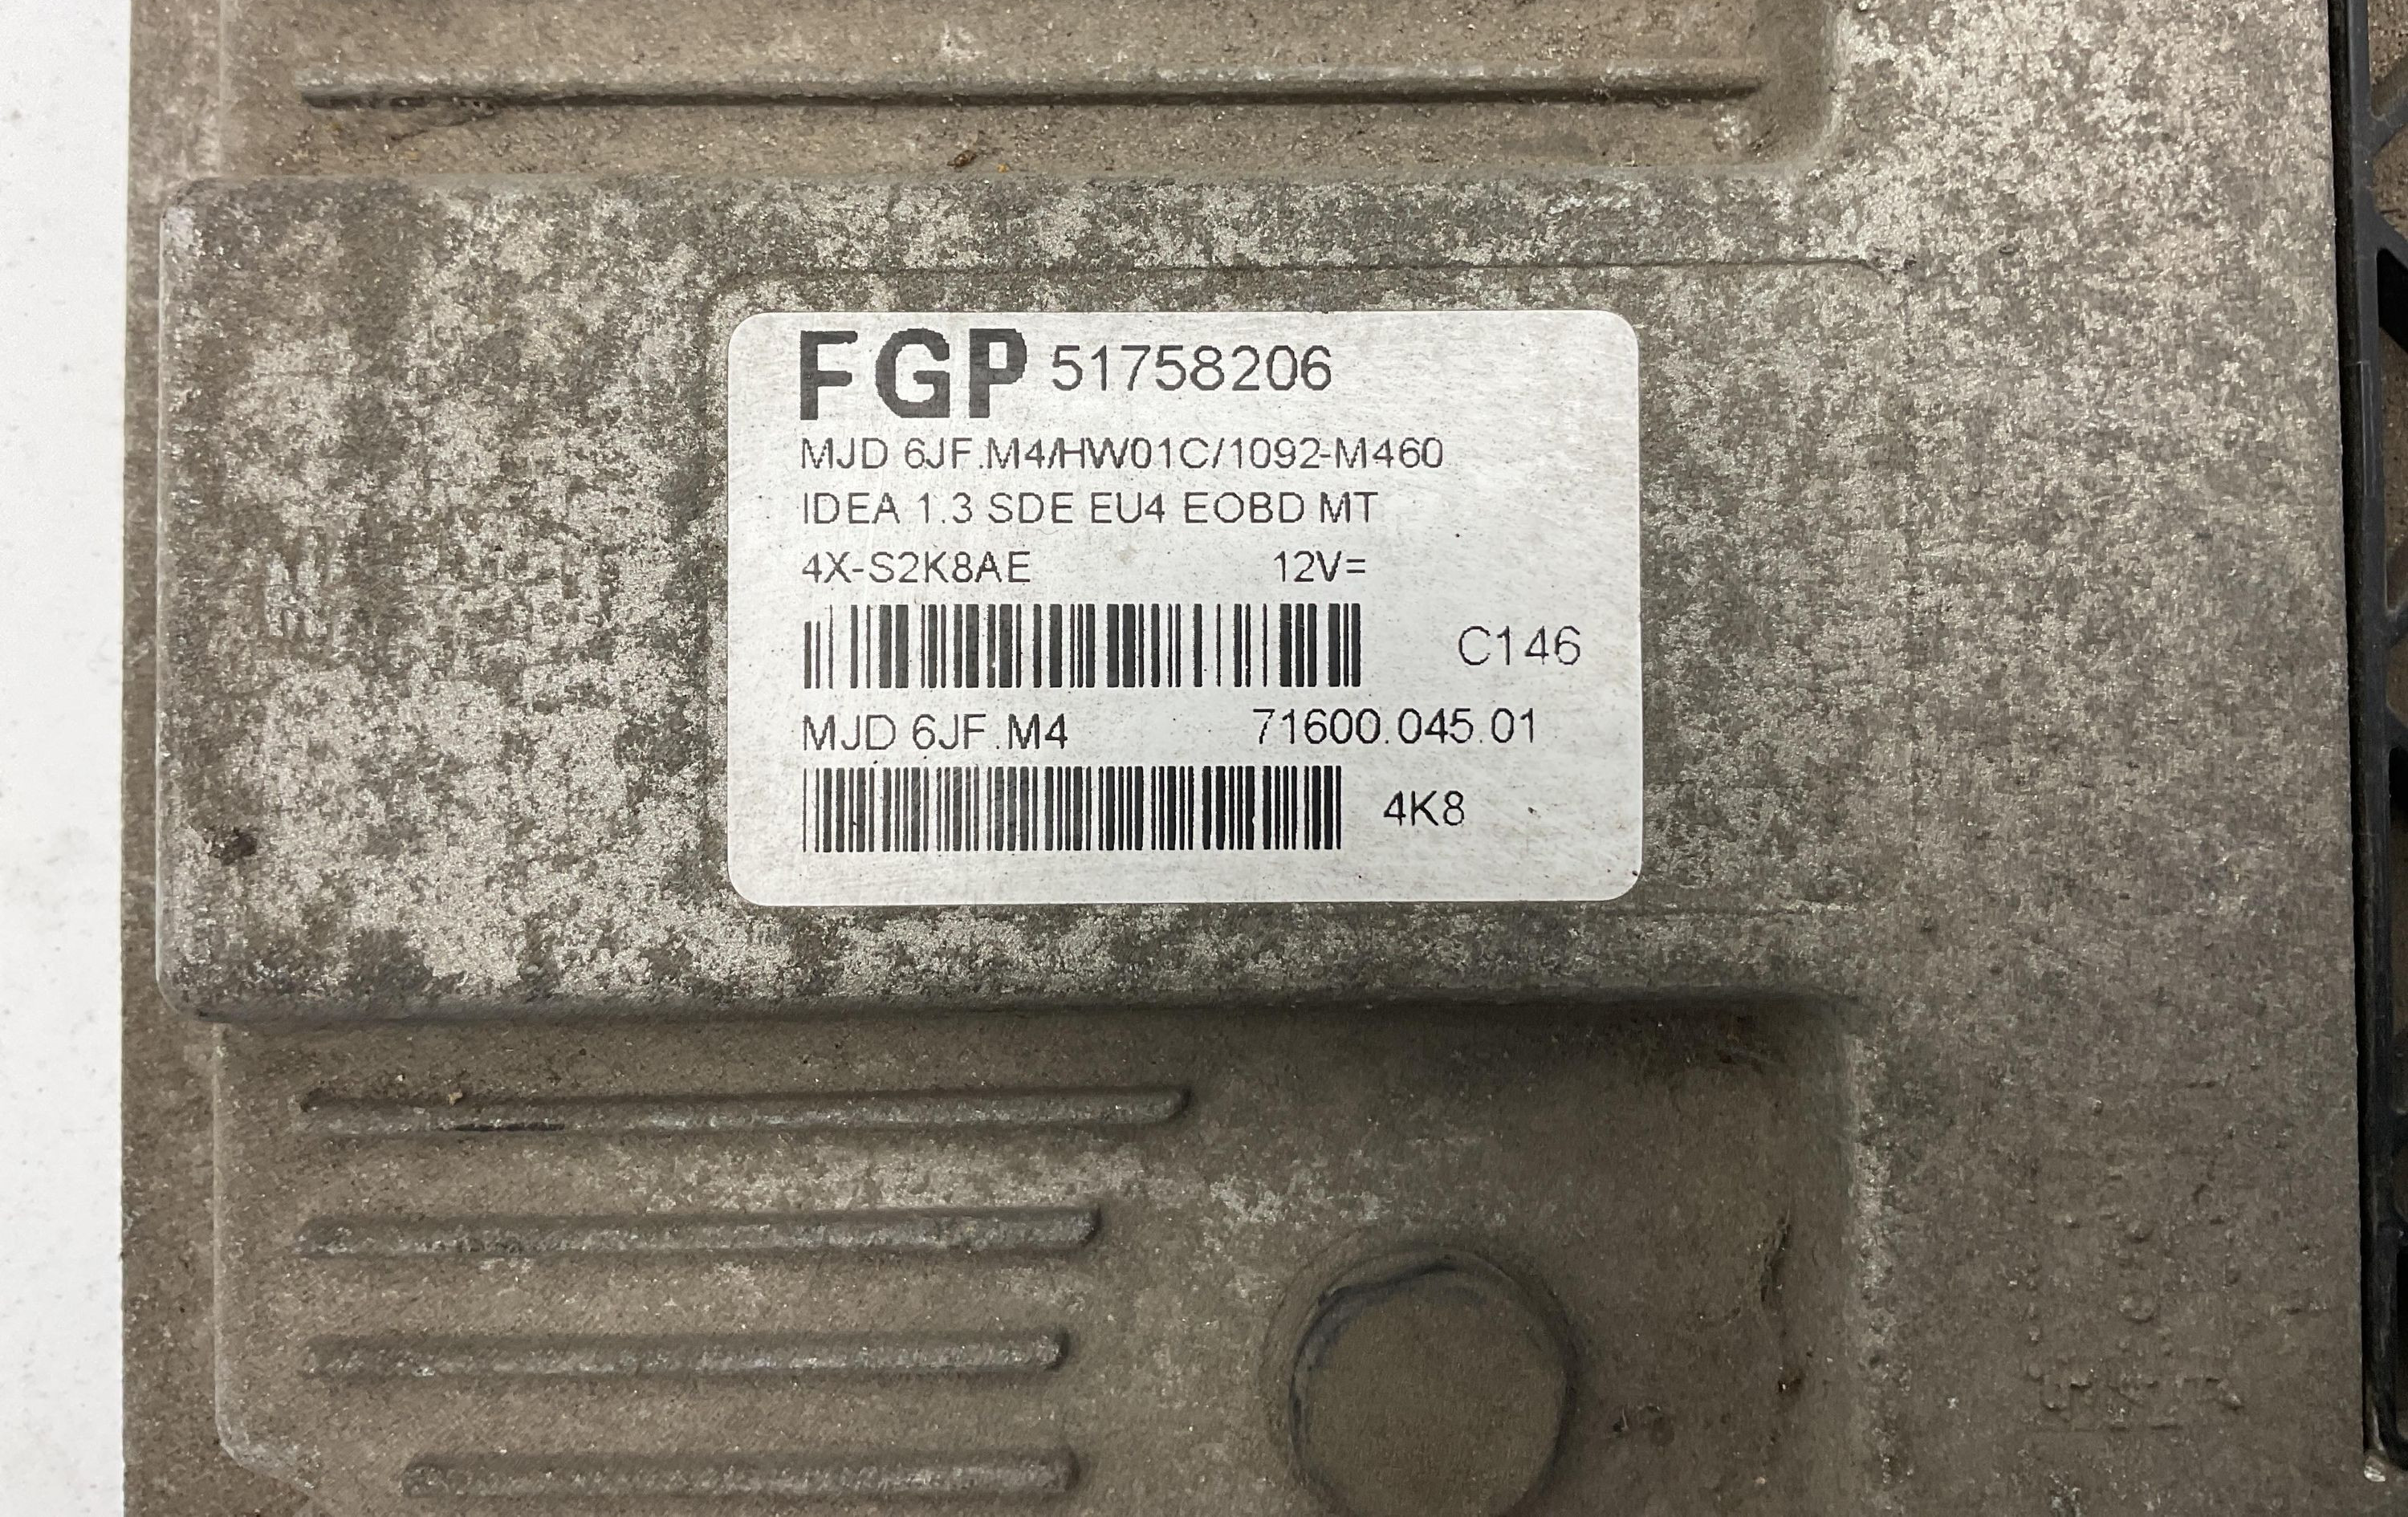 FGP 51758206
MJD 6JF.M4/HW01C/1092-M460
IDEA 1.3 SDE EU4 EOBD MT
4X-S2K8AE 12V=
C146
MJD 6JF.M4 71600.045.01
4K8